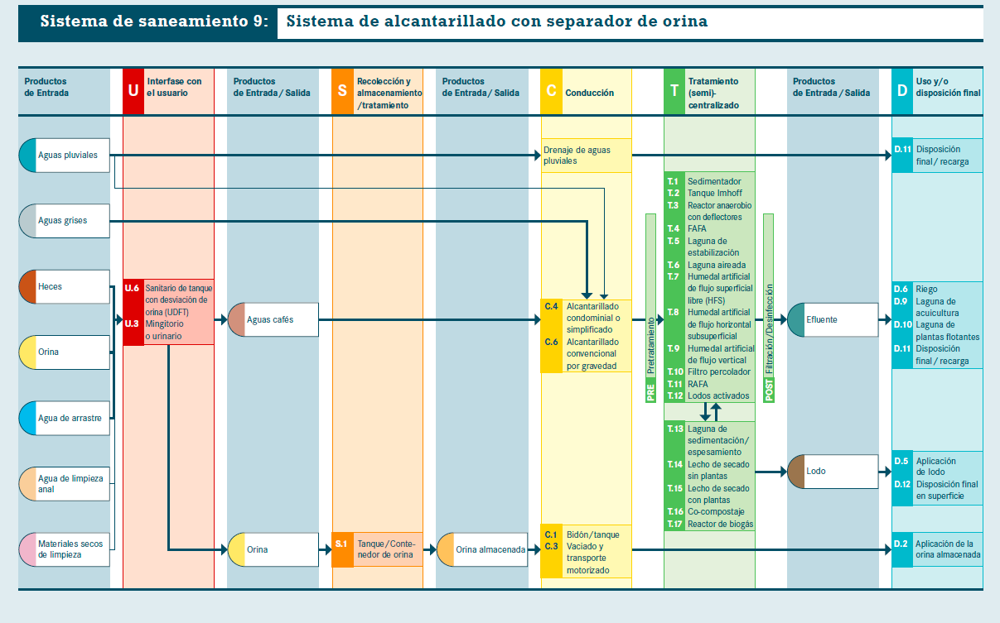 Sistema de saneamiento 9: Sistema de alcantarillado con separador de orina
Productos
de Entrada
U
Interfase con
el usuario
Productos
de Entrada / Salida
S
Recolección y
almacenamiento
/tratamiento
Productos
de Entrada / Salida
C
Conducción
T
Tratamiento
(semi)-
centralizado
Productos
de Entrada / Salida
D
Uso y/o
disposición final
Aguas pluviales
Aguas grises
Heces
Orina
Agua de arrastre
Agua de limpieza
anal
Materiales secos
de limpieza
U.6 Sanitario de tanque
con desviación de
orina (UDFT)
U.3 Mingitorio
o urinario
Aguas cafés
Orina
S.1 Tanque/Conte-
nedor de orina
Orina almacenada
Drenaje de aguas
pluviales
C.4 Alcantarillado
condominial o
simplificado
C.6 Alcantarillado
convencional
por gravedad
C.1 Bidón/tanque
C.3 Vaciado y
transporte
motorizado
PRE Pretratamiento
T.1 Sedimentador
T.2 Tanque Imhoff
T.3 Reactor anaerobio
con deflectores
T.4 FAFA
T.5 Laguna de
estabilización
T.6 Laguna aireada
T.7 Humedal artificial
de flujo superficial
libre (HFS)
T.8 Humedal artificial
de flujo horizontal
subsuperficial
T.9 Humedal artificial
de flujo vertical
T.10 Filtro percolador
T.11 RAFA
T.12 Lodos activados
T.13 Laguna de
sedimentación/
espesamiento
T.14 Lecho de secado
sin plantas
T.15 Lecho de secado
con plantas
T.16 Co-compostaje
T.17 Reactor de biogás
POST Filtración/Desinfección
Efluente
Lodo
D.11 Disposición
final / recarga
D.6 Riego
D.9 Laguna de
acuicultura
D.10 Laguna de
plantas flotantes
D.11 Disposición
final / recarga
D.5 Aplicación
de lodo
D.12 Disposición final
en superficie
D.2 Aplicación de la
orina almacenada